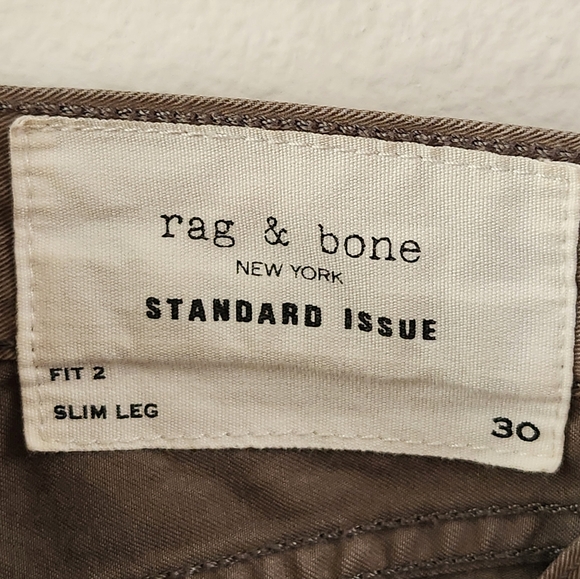 rag & bone
NEW YORK
STANDARD ISSUE
FIT 2
SLIM LEG
30